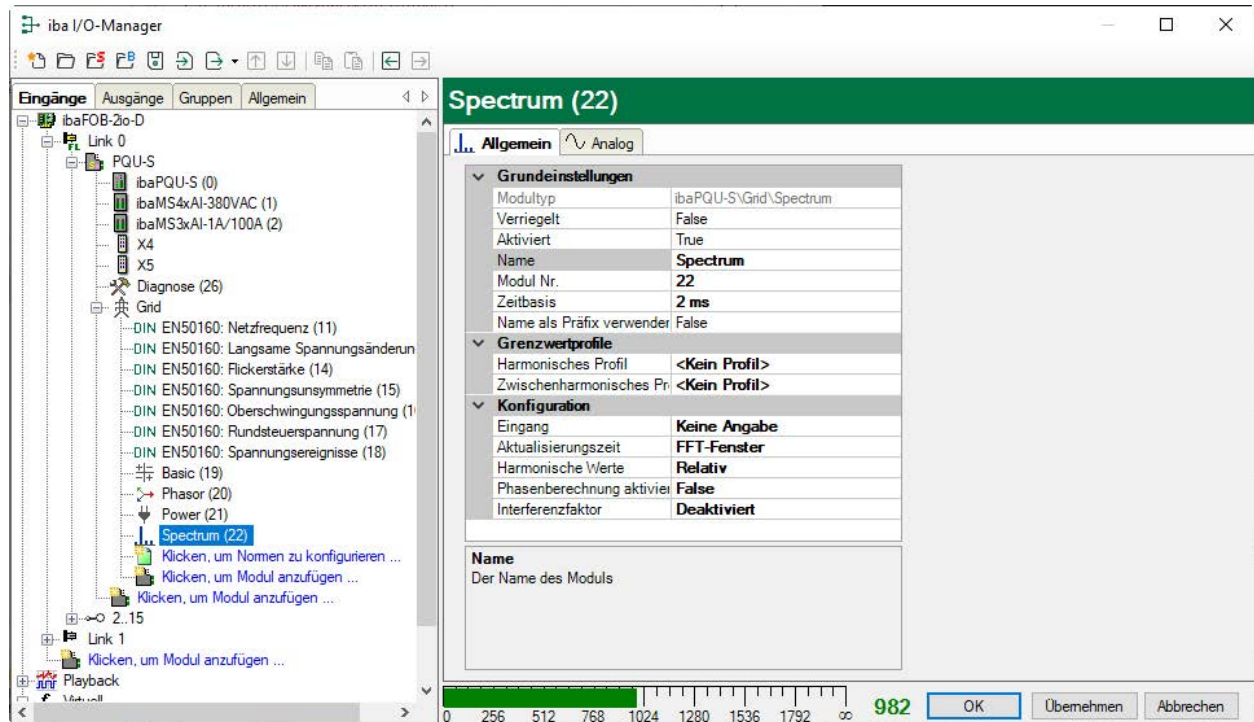 iba I/O-Manager
Eingänge Ausgänge Gruppen Allgemein
ibaFOB-2io-D
Link 0
PQU-S
ibaPQU-S (0)
ibaMS4xAI-380VAC (1)
ibaMS3xAI-1A/100A (2)
X4
X5
Diagnose (26)
Grid
DIN EN50160: Netzfrequenz (11)
DIN EN50160: Langsame Spannungsänderun
DIN EN50160: Flickerstärke (14)
DIN EN50160: Spannungsunsymmetrie (15)
DIN EN50160: Oberschwingungsspannung (1
DIN EN50160: Rundsteuerspannung (17)
DIN EN50160: Spannungsereignisse (18)
Basic (19)
Phasor (20)
Power (21)
Spectrum (22)
Klicken, um Normen zu konfigurieren ...
Klicken, um Modul anzufügen ...
Klicken, um Modul anzufügen ...
2..15
Link 1
Klicken, um Modul anzufügen ...
Playback
Spectrum (22)
Allgemein Analog
Grundeinstellungen
Modultyp ibaPQU-S\Grid\Spectrum
Verriegelt False
Aktiviert True
Name Spectrum
Modul Nr. 22
Zeitbasis 2 ms
Name als Präfix verwender False
Grenzwertprofile
Harmonisches Profil <Kein Profil>
Zwischenharmonisches Pr <Kein Profil>
Konfiguration
Eingang Keine Angabe
Aktualisierungszeit FFT-Fenster
Harmonische Werte Relativ
Phasenberechnung aktivier False
Interferenzfaktor Deaktiviert
Name
Der Name des Moduls
0 256 512 768 1024 1280 1536 1792 ∞ 982 OK Übernehmen Abbrechen